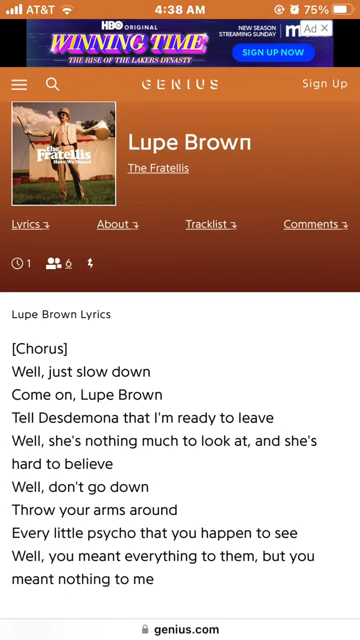 AT&T 4:38 AM 75%
HBO ORIGINAL
WINNING TIME
THE RISE OF THE LAKERS DYNASTY
NEW SEASON
STREAMING SUNDAY
m
Ad ✕
SIGN UP NOW
GENIUS
Sign Up
the
Fratellis
Here We Stand
Lupe Brown
The Fratellis
Lyrics
About
Tracklist
Comments
1
6
Lupe Brown Lyrics
[Chorus]
Well, just slow down
Come on, Lupe Brown
Tell Desdemona that I'm ready to leave
Well, she's nothing much to look at, and she's
hard to believe
Well, don't go down
Throw your arms around
Every little psycho that you happen to see
Well, you meant everything to them, but you
meant nothing to me
genius.com